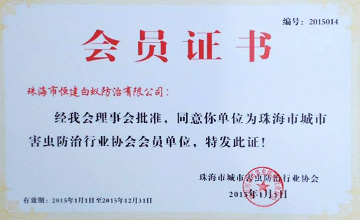 编号：2015014
会员证书
珠海市恒建白蚁防治有限公司：
经我会理事会批准，同意你单位为珠海市城市
害虫防治行业协会会员单位，特发此证！
珠海市城市害虫防治行业协会
2015年1月1日
有效期：2015年1月1日至2015年12月31日